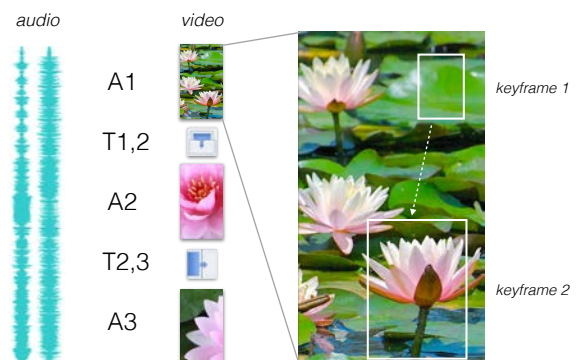 audio
video
A1
keyframe 1
T1,2
A2
T2,3
keyframe 2
A3